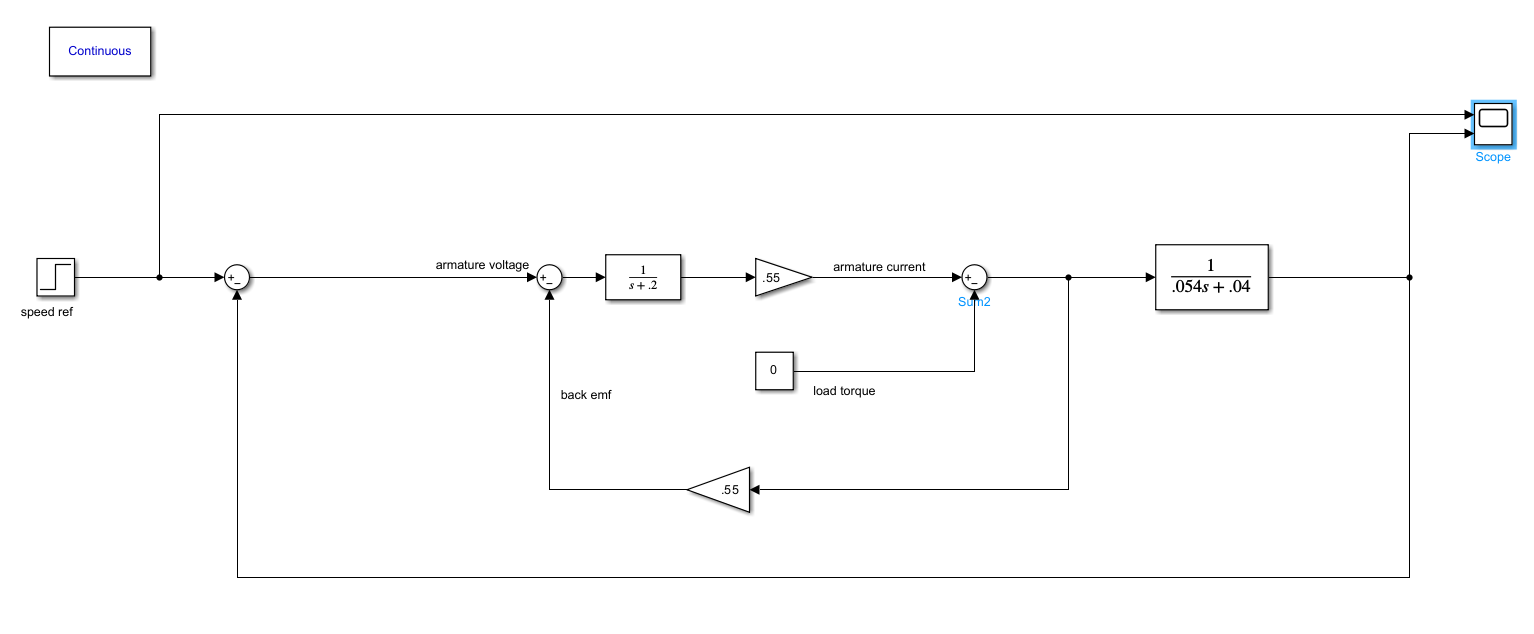 Continuous
Scope
speed ref
+
−
armature voltage
+
−
1
s + .2
.55
armature current
+
−
Sum2
1
.054s + .04
0
load torque
back emf
.55